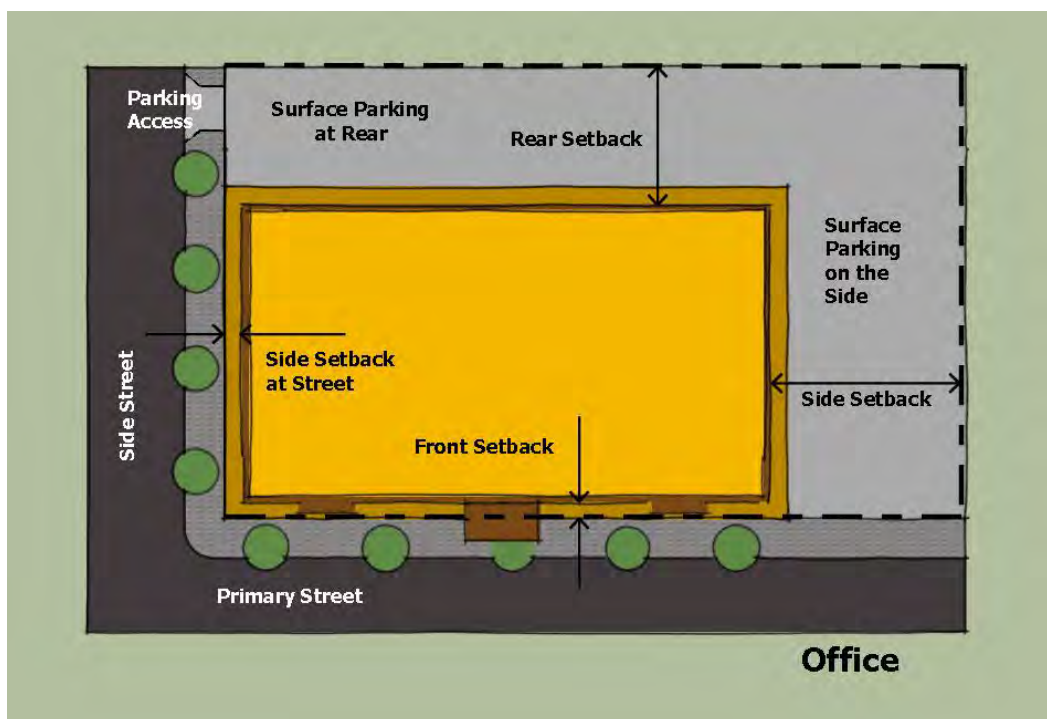 Parking
Access
Surface Parking
at Rear
Rear Setback
Surface
Parking
on the
Side
Side Street
Side Setback
at Street
Side Setback
Front Setback
Primary Street
Office